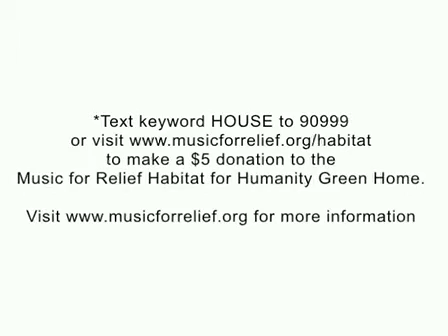 *Text keyword HOUSE to 90999
or visit www.musicforrelief.org/habitat
to make a $5 donation to the
Music for Relief Habitat for Humanity Green Home.
Visit www.musicforrelief.org for more information